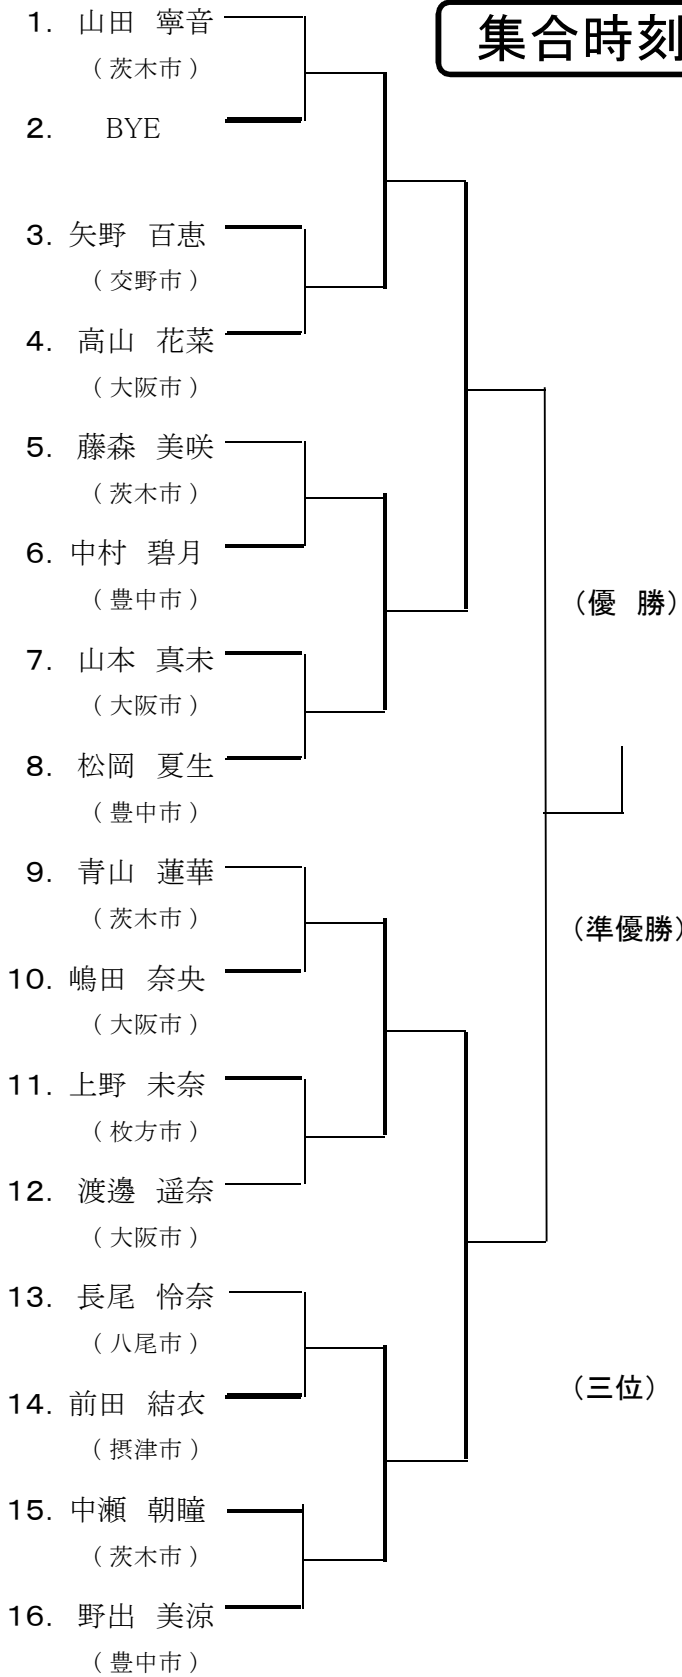 集合時刻
1. 山田 寧音
（茨木市）
2. BYE
3. 矢野 百恵
（交野市）
4. 高山 花菜
（大阪市）
5. 藤森 美咲
（茨木市）
6. 中村 碧月
（豊中市）
7. 山本 真未
（大阪市）
8. 松岡 夏生
（豊中市）
9. 青山 蓮華
（茨木市）
10. 嶋田 奈央
（大阪市）
11. 上野 未奈
（枚方市）
12. 渡邊 遥奈
（大阪市）
13. 長尾 怜奈
（八尾市）
14. 前田 結衣
（摂津市）
15. 中瀬 朝瞳
（茨木市）
16. 野出 美涼
（豊中市）
（優 勝）
（準優勝）
（三位）